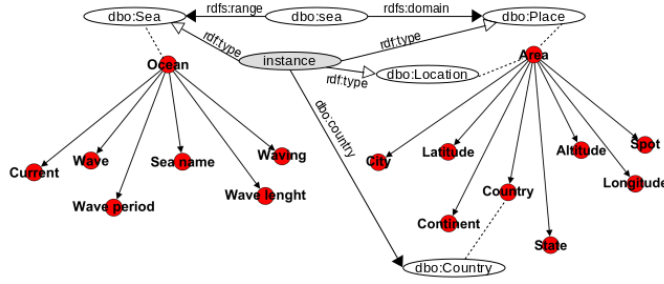 dbo:Sea
rdfs:range
dbo:sea
rdfs:domain
dbo:Place
rdf:type
rdf:type
instance
rdf:type
dbo:Location
dbo:country
Ocean
Area
Current
Wave
Wave period
Sea name
Wave lenght
Waving
City
Latitude
Continent
Country
State
Altitude
Longitude
Spot
dbo:Country